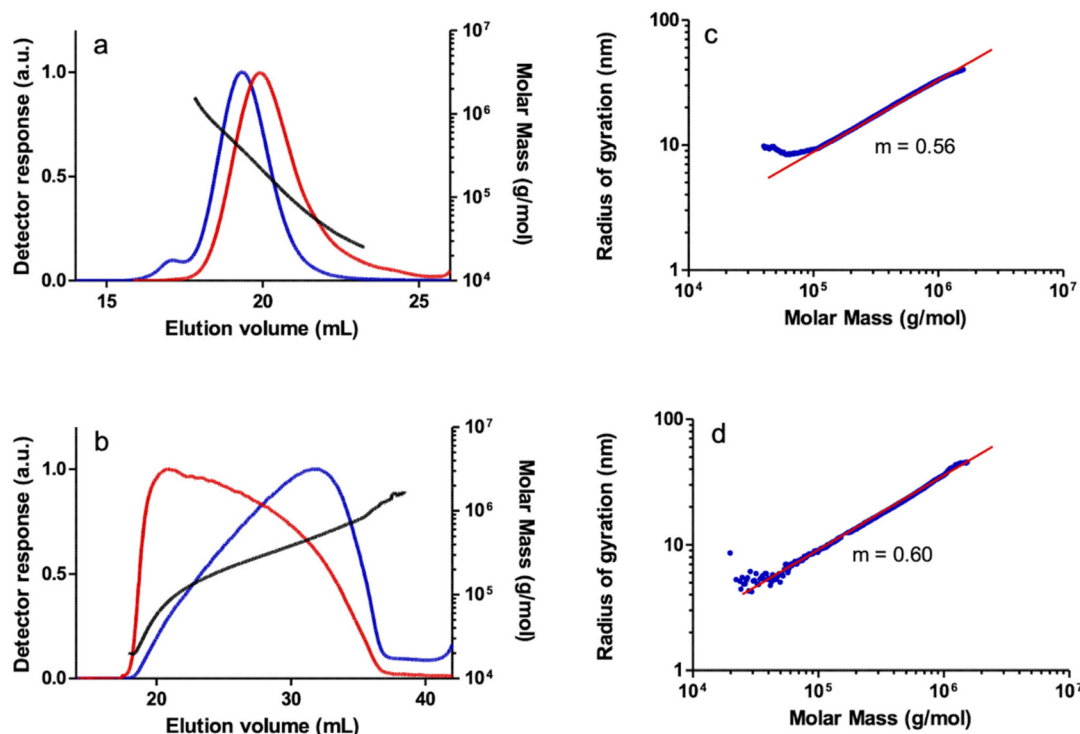 a
Detector response (a.u.)
1.0
0.5
0.0
15 20 25
Elution volume (mL)
10⁷
10⁶
10⁵
10⁴
Molar Mass (g/mol)
c
Radius of gyration (nm)
100
10
1
m = 0.56
10⁴ 10⁵ 10⁶ 10⁷
Molar Mass (g/mol)
b
Detector response (a.u.)
1.0
0.5
0.0
20 30 40
Elution volume (mL)
10⁷
10⁶
10⁵
10⁴
Molar Mass (g/mol)
d
Radius of gyration (nm)
100
10
1
m = 0.60
10⁴ 10⁵ 10⁶ 10⁷
Molar Mass (g/mol)